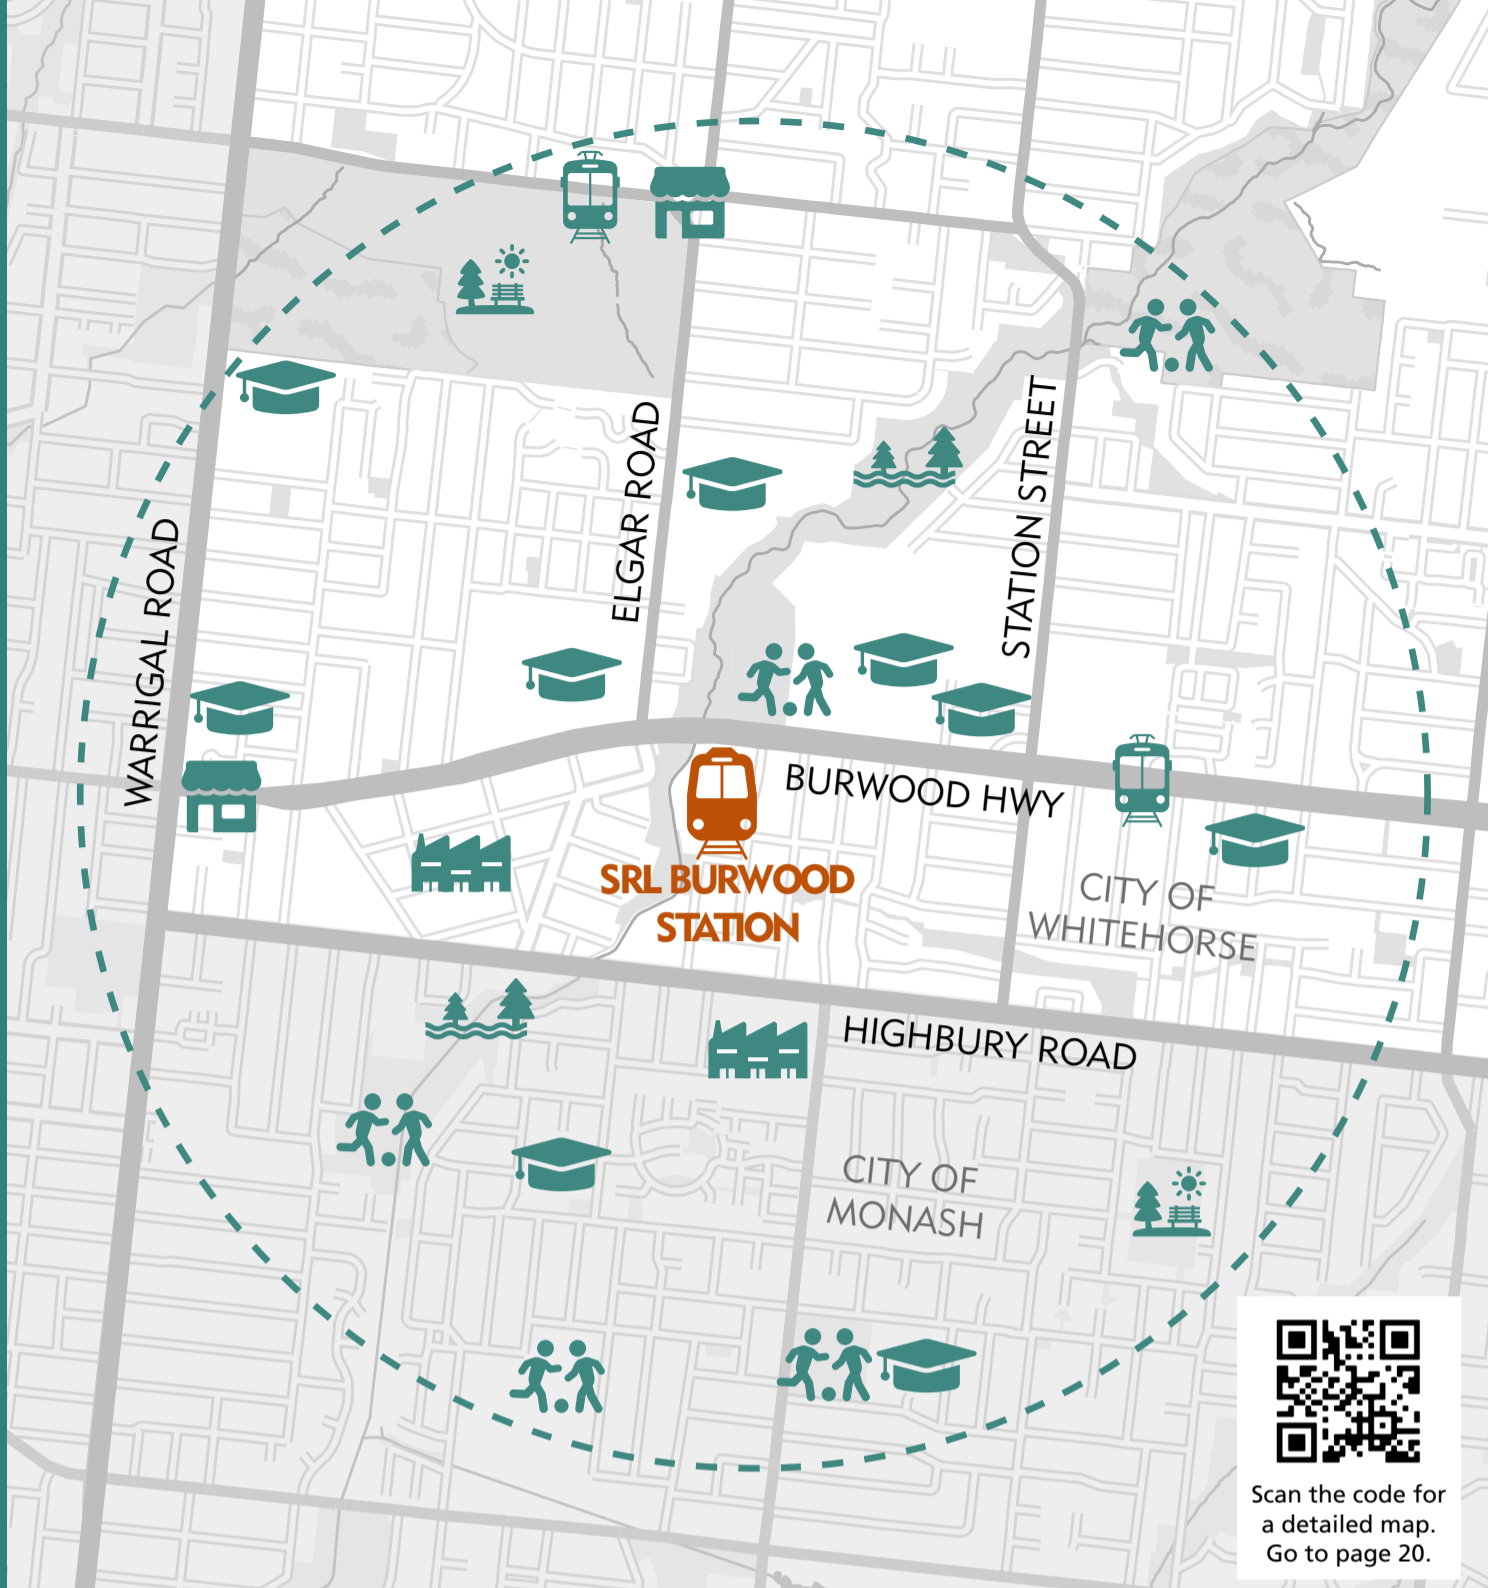 ELGAR ROAD
STATION STREET
WARRIGAL ROAD
BURWOOD HWY
SRL BURWOOD
STATION
CITY OF
WHITEHORSE
HIGHBURY ROAD
CITY OF
MONASH
Scan the code for
a detailed map.
Go to page 20.